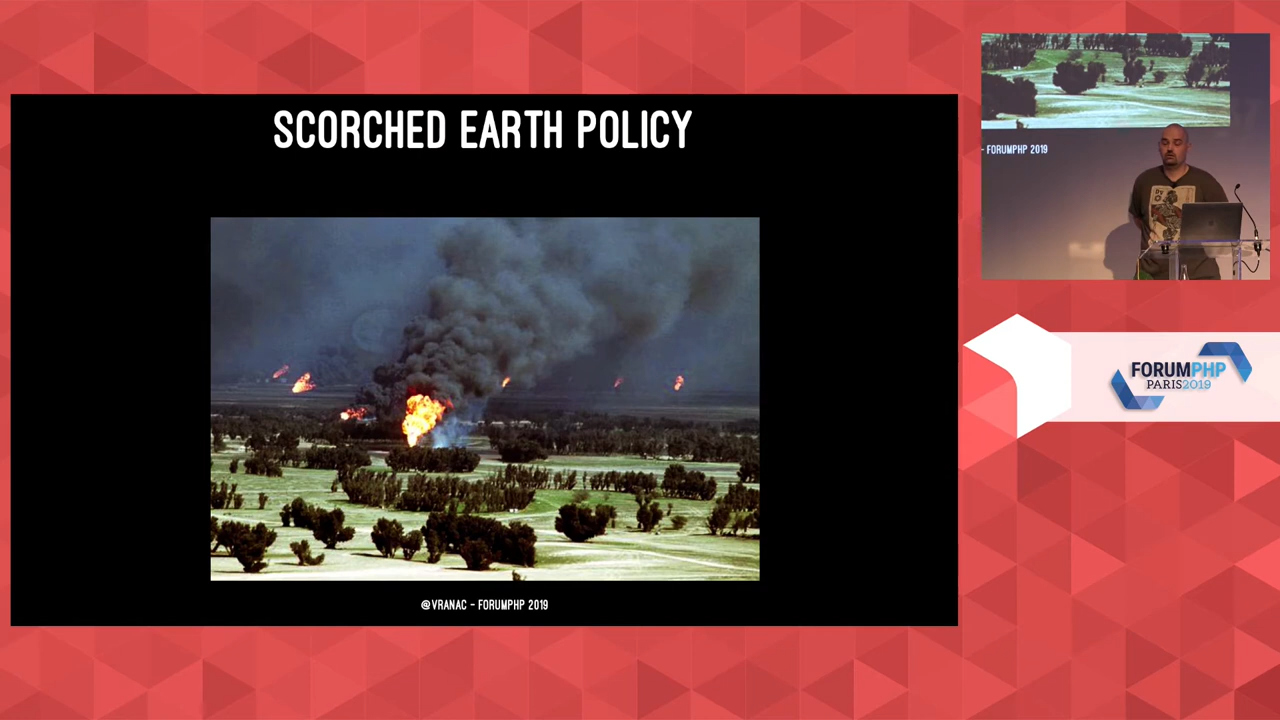 SCORCHED EARTH POLICY
@VRANAC - FORUMPHP 2019
- FORUMPHP 2019
FORUMPHP
PARIS2019